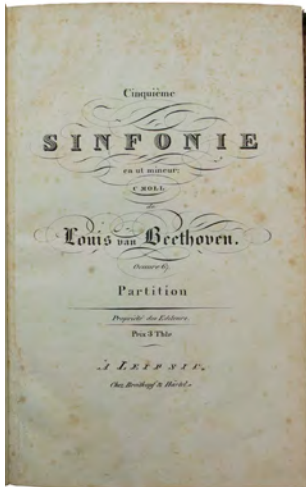 Cinquième
SINFONIE
en ut mineur:
C MOLL
de
Louis van Beethoven.
Oeuvre 67.
Partition
Propriété des Editeurs.
Prix 3 Thlr
À LEIPSIC,
Chez Breitkopf & Härtel.